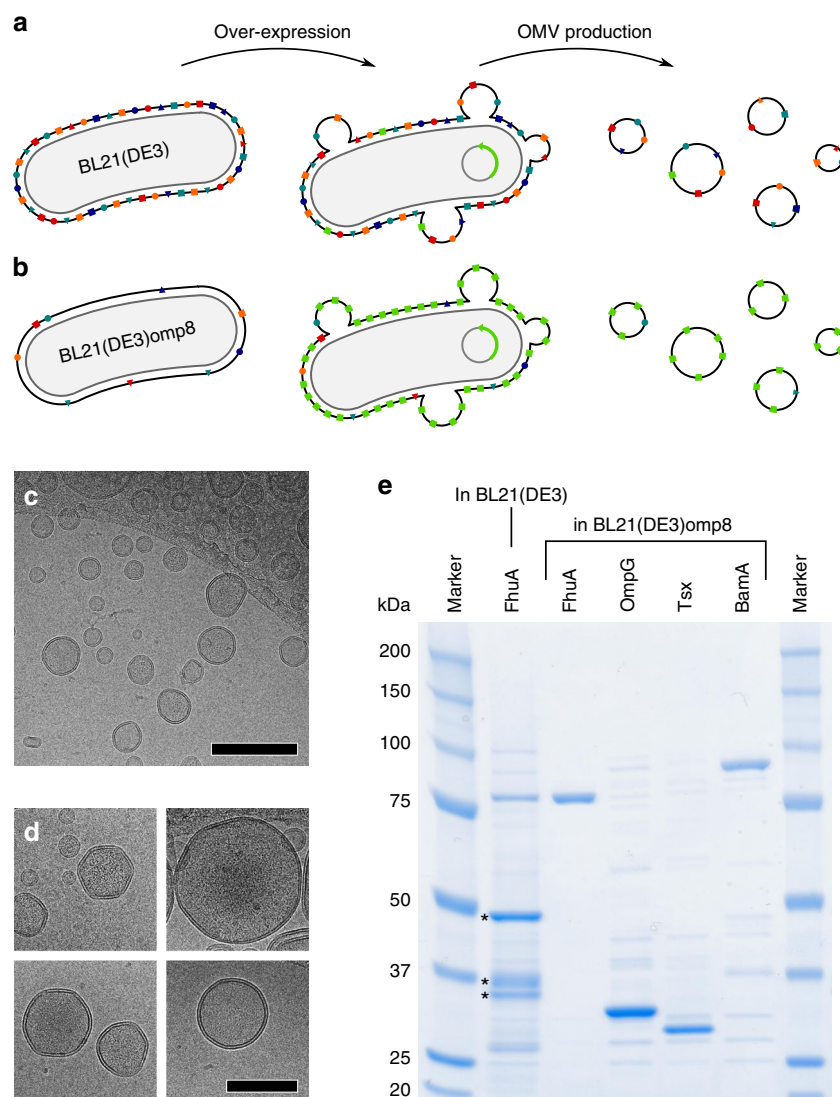 a
Over-expression
OMV production
BL21(DE3)
b
BL21(DE3)omp8
c
d
e
In BL21(DE3)
in BL21(DE3)omp8
kDa
Marker
FhuA
FhuA
OmpG
Tsx
BamA
Marker
200
150
100
75
50
*
37
*
*
25
20